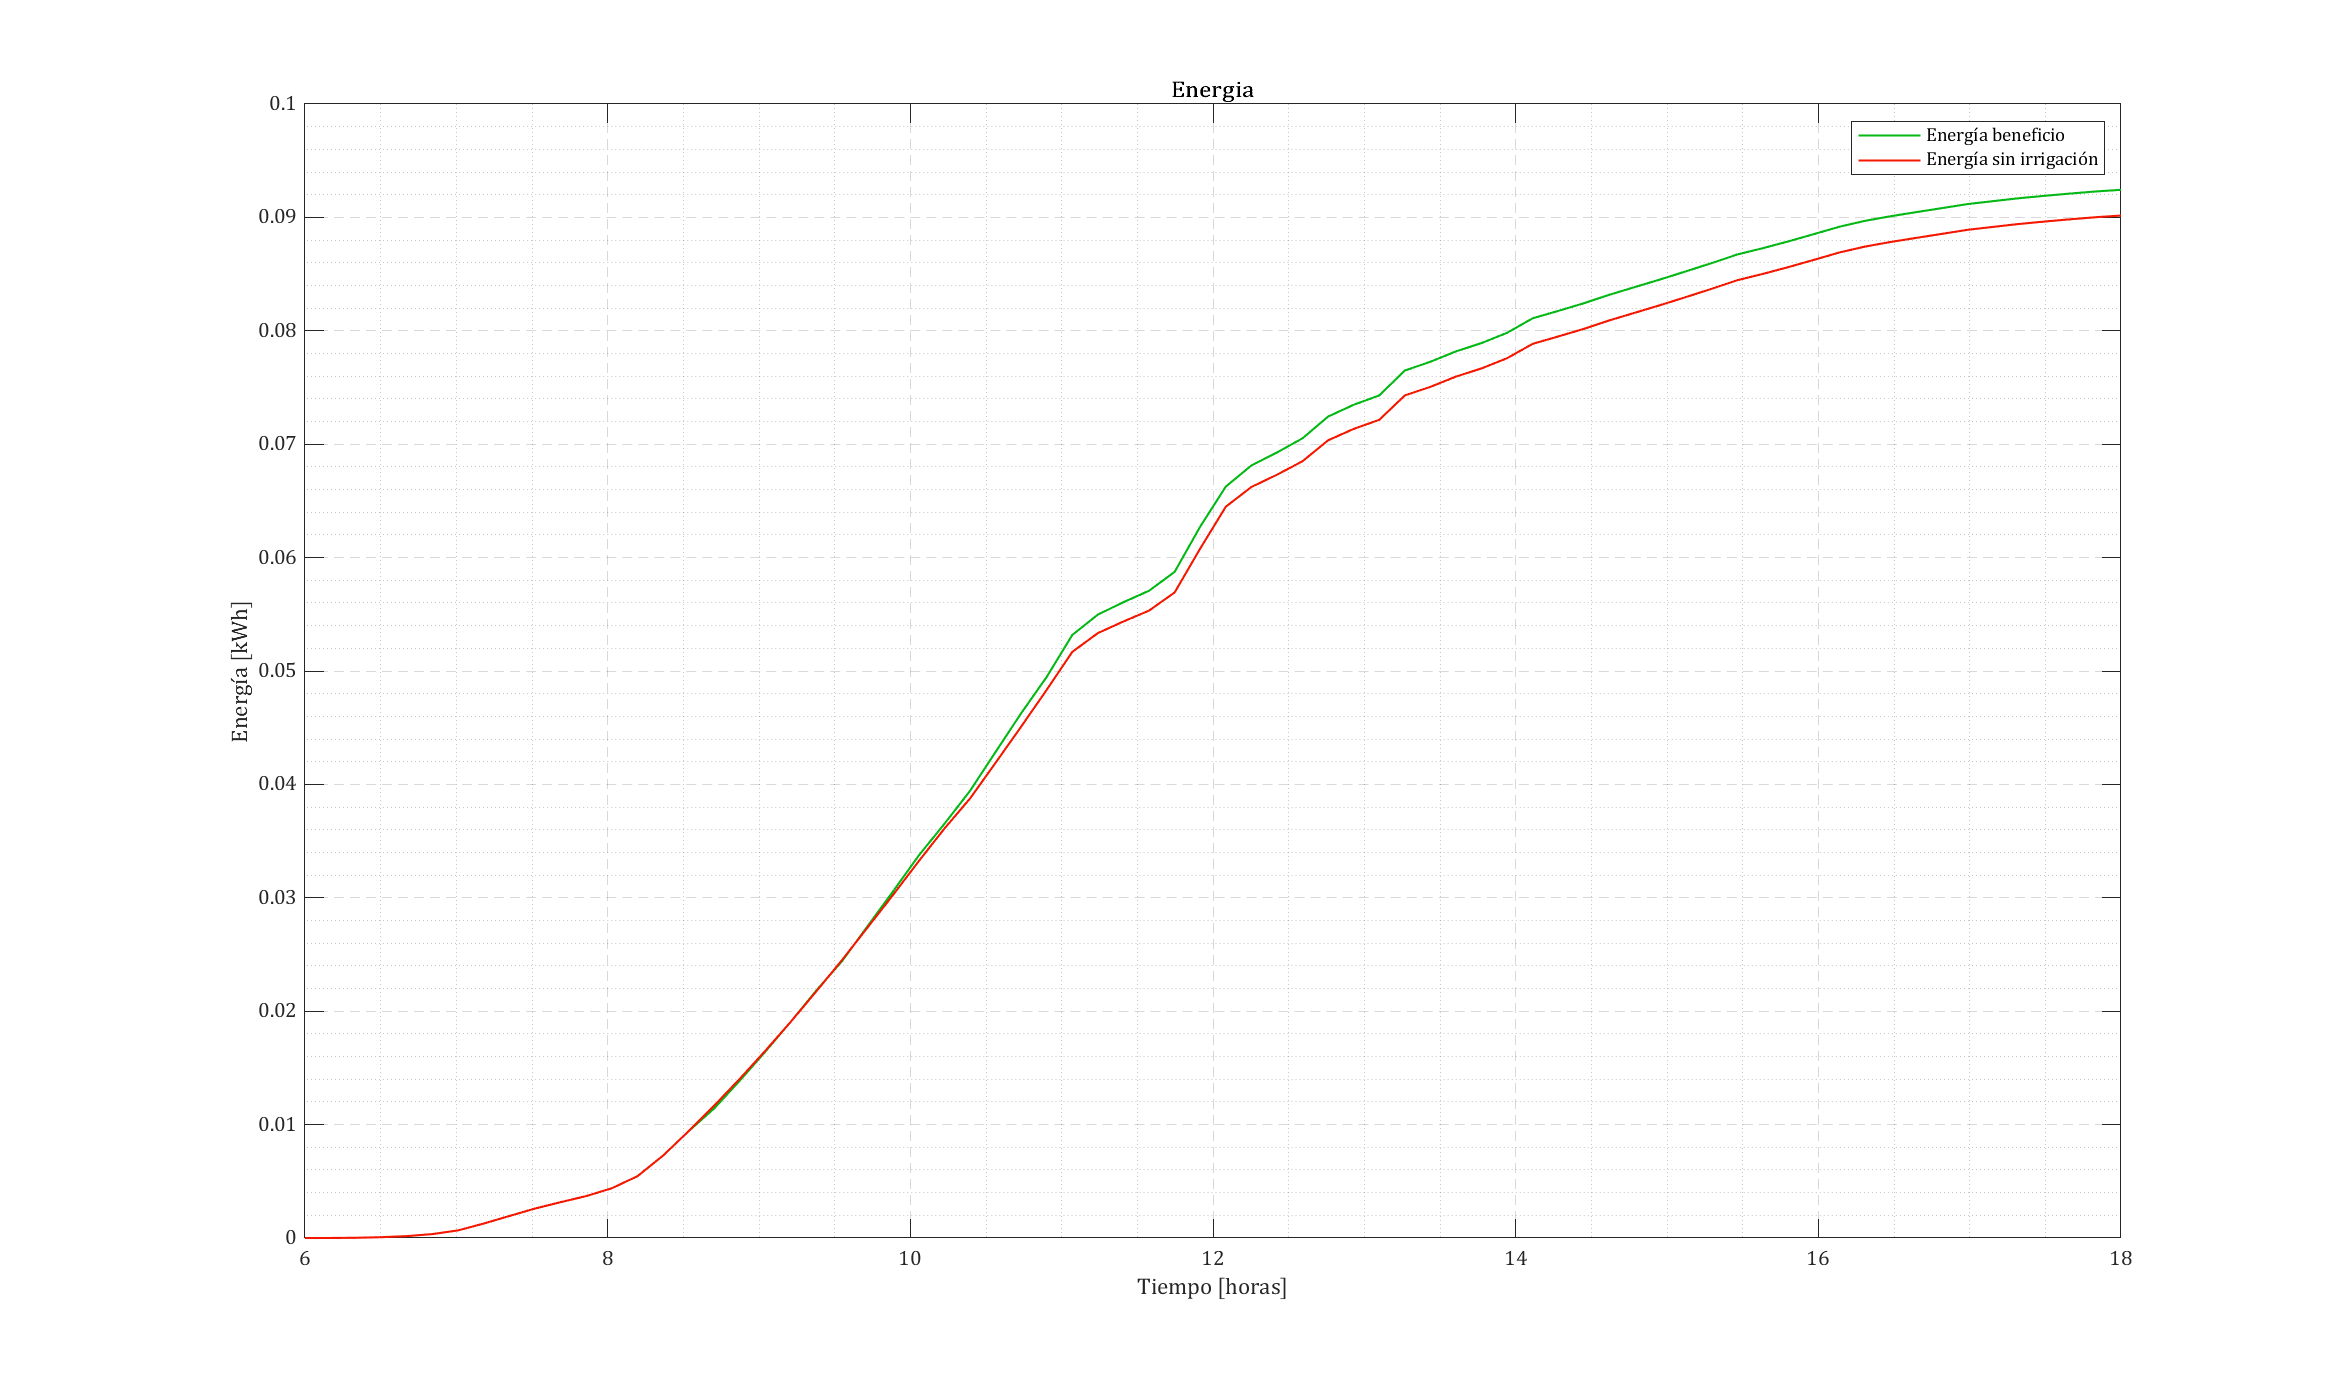 Energia
Energía beneficio
Energía sin irrigación
0.1
0.09
0.08
0.07
0.06
0.05
0.04
0.03
0.02
0.01
0
Energía [kWh]
6 8 10 12 14 16 18
Tiempo [horas]